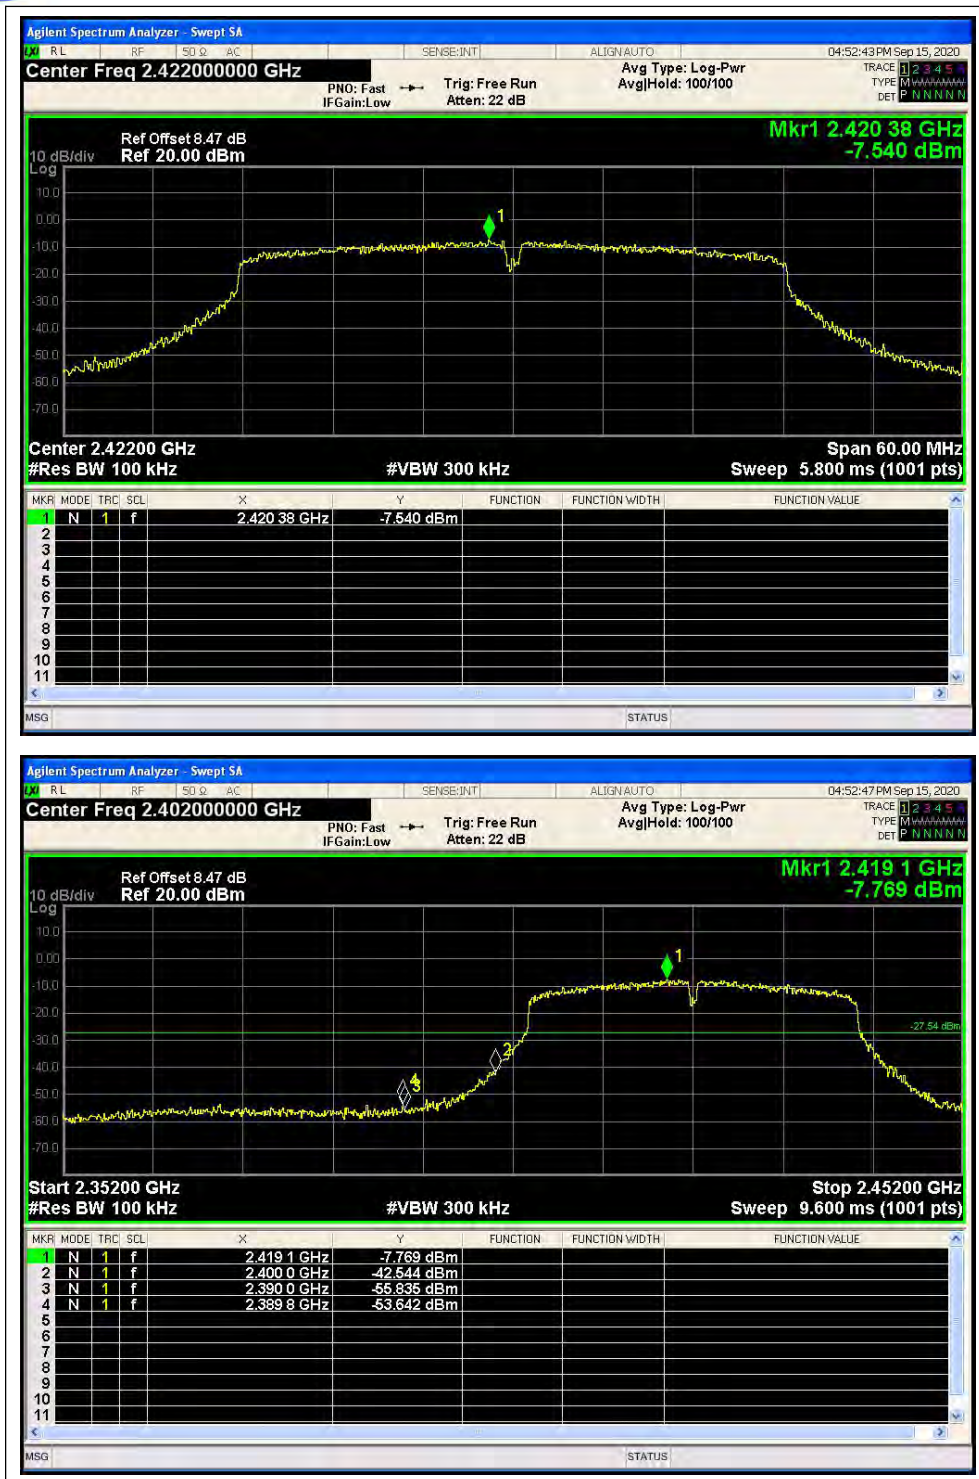 Agilent Spectrum Analyzer - Swept SA
LXI RL RF 50 Ω AC SENSE:INT ALIGN AUTO 04:52:43 PM Sep 15, 2020
Center Freq 2.422000000 GHz Avg Type: Log-Pwr TRACE 1 2 3 4 5 6
PNO: Fast Trig: Free Run Avg|Hold: 100/100 TYPE M
IFGain:Low Atten: 22 dB DET P N N N N N
Mkr1 2.420 38 GHz
Ref Offset 8.47 dB
10 dB/div Ref 20.00 dBm -7.540 dBm
Log
10.0
1
0.00
-10.0
-20.0
-30.0
-40.0
-50.0
-60.0
-70.0
Center 2.42200 GHz Span 60.00 MHz
#Res BW 100 kHz #VBW 300 kHz Sweep 5.800 ms (1001 pts)
MKR MODE TRC SCL X Y FUNCTION FUNCTION WIDTH FUNCTION VALUE
1 N 1 f 2.420 38 GHz -7.540 dBm
2
3
4
5
6
7
8
9
10
11
MSG STATUS
Agilent Spectrum Analyzer - Swept SA
LXI RL RF 50 Ω AC SENSE:INT ALIGN AUTO 04:52:47 PM Sep 15, 2020
Center Freq 2.402000000 GHz Avg Type: Log-Pwr TRACE 1 2 3 4 5 6
PNO: Fast Trig: Free Run Avg|Hold: 100/100 TYPE M
IFGain:Low Atten: 22 dB DET P N N N N N
Mkr1 2.419 1 GHz
Ref Offset 8.47 dB
10 dB/div Ref 20.00 dBm -7.769 dBm
Log
10.0
0.00 1
-10.0
-20.0
-27.54 dBm
-30.0
2
-40.0
4
3
-50.0
-60.0
-70.0
Start 2.35200 GHz Stop 2.45200 GHz
#Res BW 100 kHz #VBW 300 kHz Sweep 9.600 ms (1001 pts)
MKR MODE TRC SCL X Y FUNCTION FUNCTION WIDTH FUNCTION VALUE
1 N 1 f 2.419 1 GHz -7.769 dBm
2 N 1 f 2.400 0 GHz -42.544 dBm
3 N 1 f 2.390 0 GHz -55.835 dBm
4 N 1 f 2.389 8 GHz -53.642 dBm
5
6
7
8
9
10
11
MSG STATUS